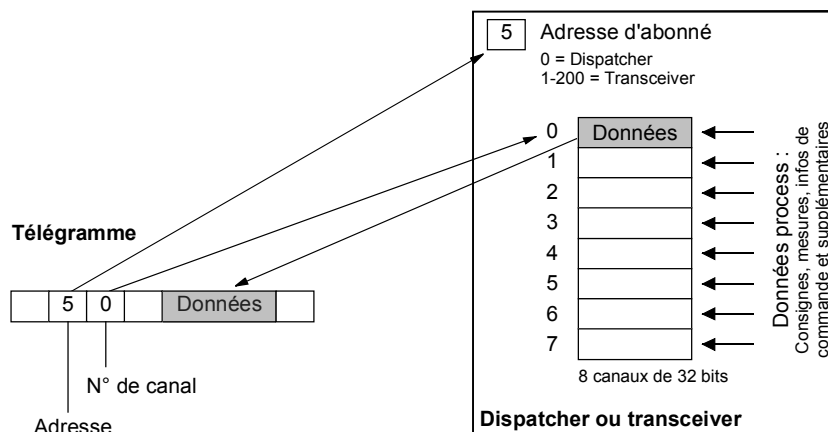 5 Adresse d'abonné
0 = Dispatcher
1-200 = Transceiver
0 Données
1
2
3
4
5
6
7
8 canaux de 32 bits
Données process :
Consignes, mesures, infos de
commande et supplémentaires
Dispatcher ou transceiver
Télégramme
5 0 Données
N° de canal
Adresse